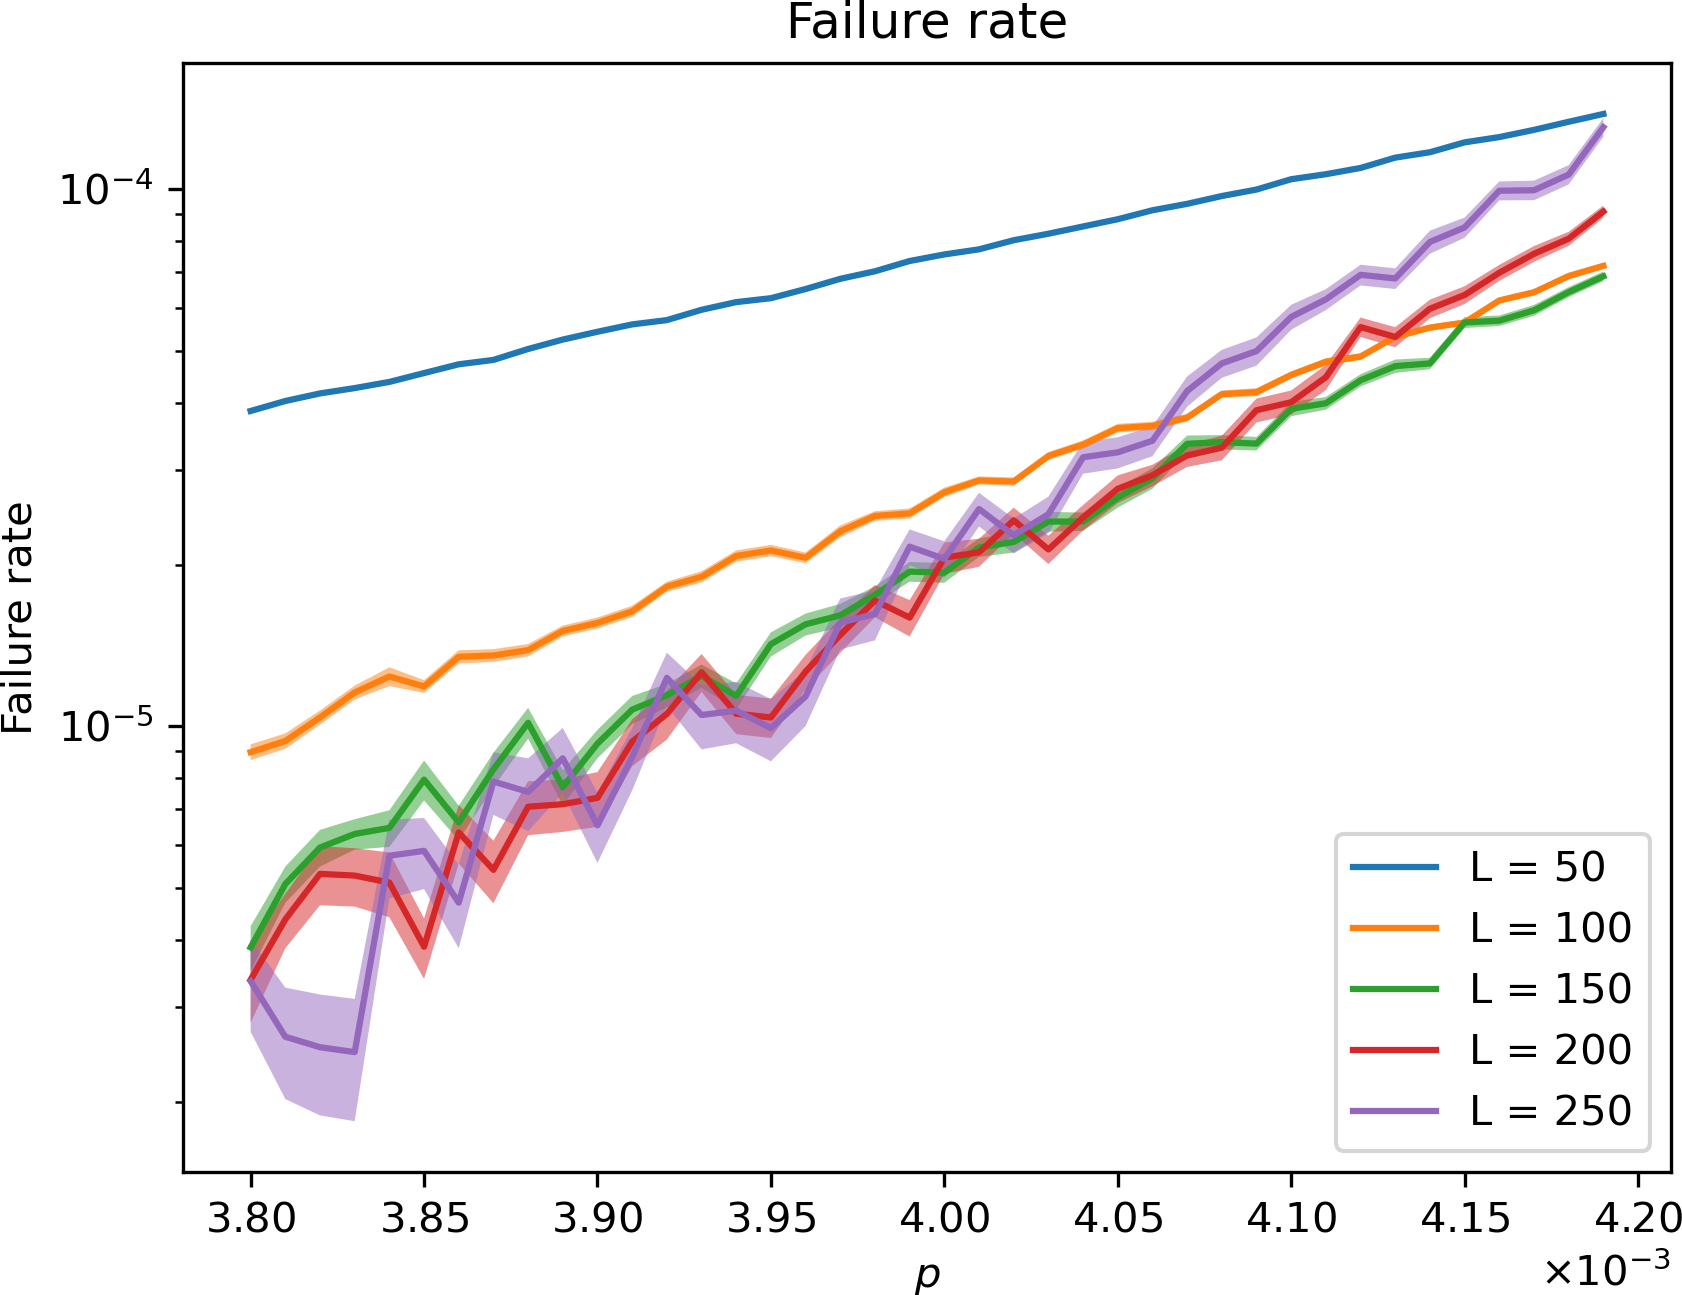 Failure rate
Failure rate
10⁻⁴
10⁻⁵
L = 50
L = 100
L = 150
L = 200
L = 250
3.80 3.85 3.90 3.95 4.00 4.05 4.10 4.15 4.20
p
×10⁻³